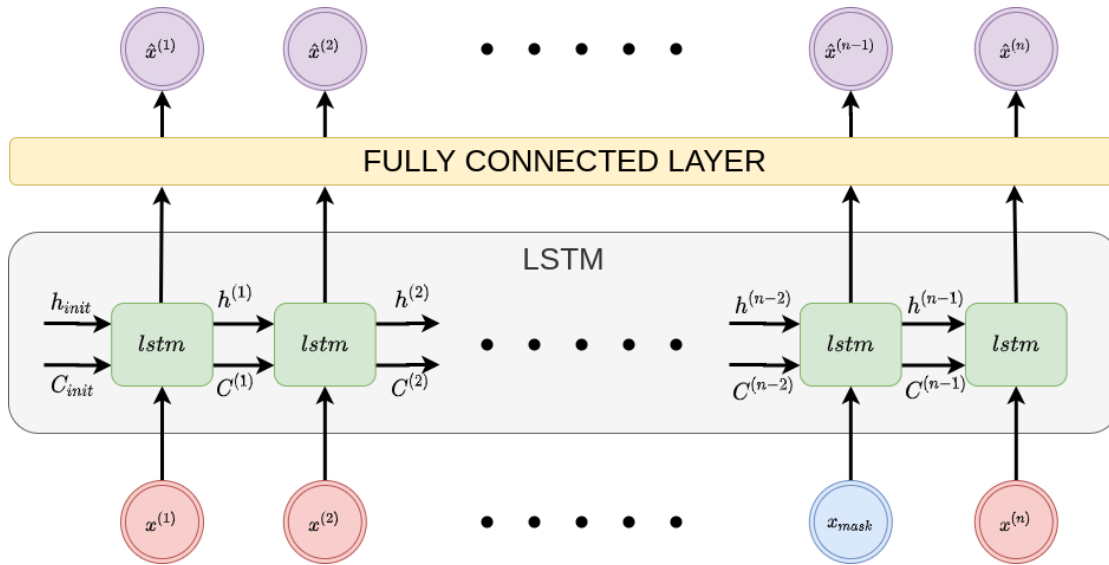 x̂^(1) x̂^(2) x̂^(n−1) x̂^(n)
FULLY CONNECTED LAYER
LSTM
h_init h^(1) h^(2) h^(n-2) h^(n-1)
lstm lstm lstm lstm
C_init C^(1) C^(2) C^(n-2) C^(n-1)
x^(1) x^(2) x_mask x^(n)